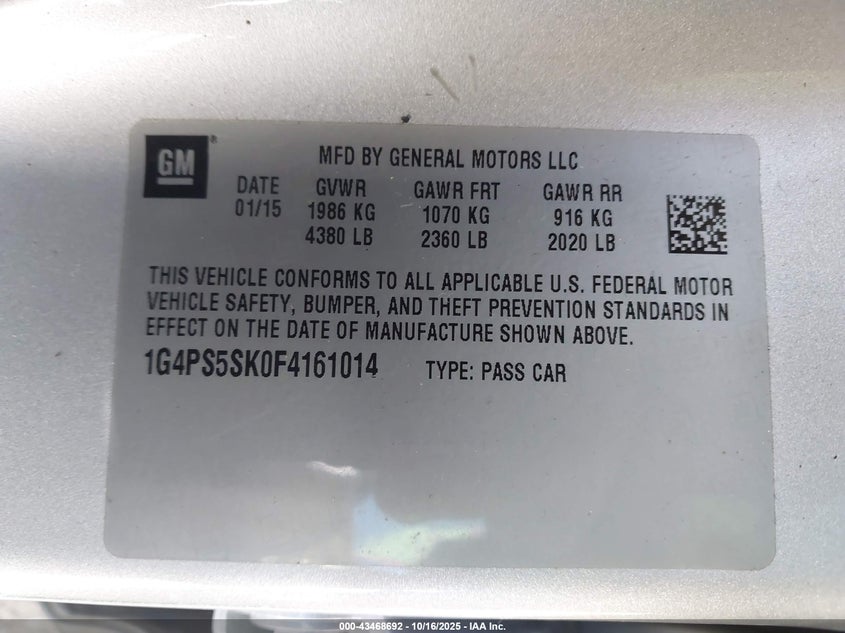 GM
MFD BY GENERAL MOTORS LLC
DATE GVWR GAWR FRT GAWR RR
01/15 1986 KG 1070 KG 916 KG
4380 LB 2360 LB 2020 LB
THIS VEHICLE CONFORMS TO ALL APPLICABLE U.S. FEDERAL MOTOR
VEHICLE SAFETY, BUMPER, AND THEFT PREVENTION STANDARDS IN
EFFECT ON THE DATE OF MANUFACTURE SHOWN ABOVE.
1G4PS5SK0F4161014 TYPE: PASS CAR
000-43468692 - 10/16/2025 - IAA Inc.